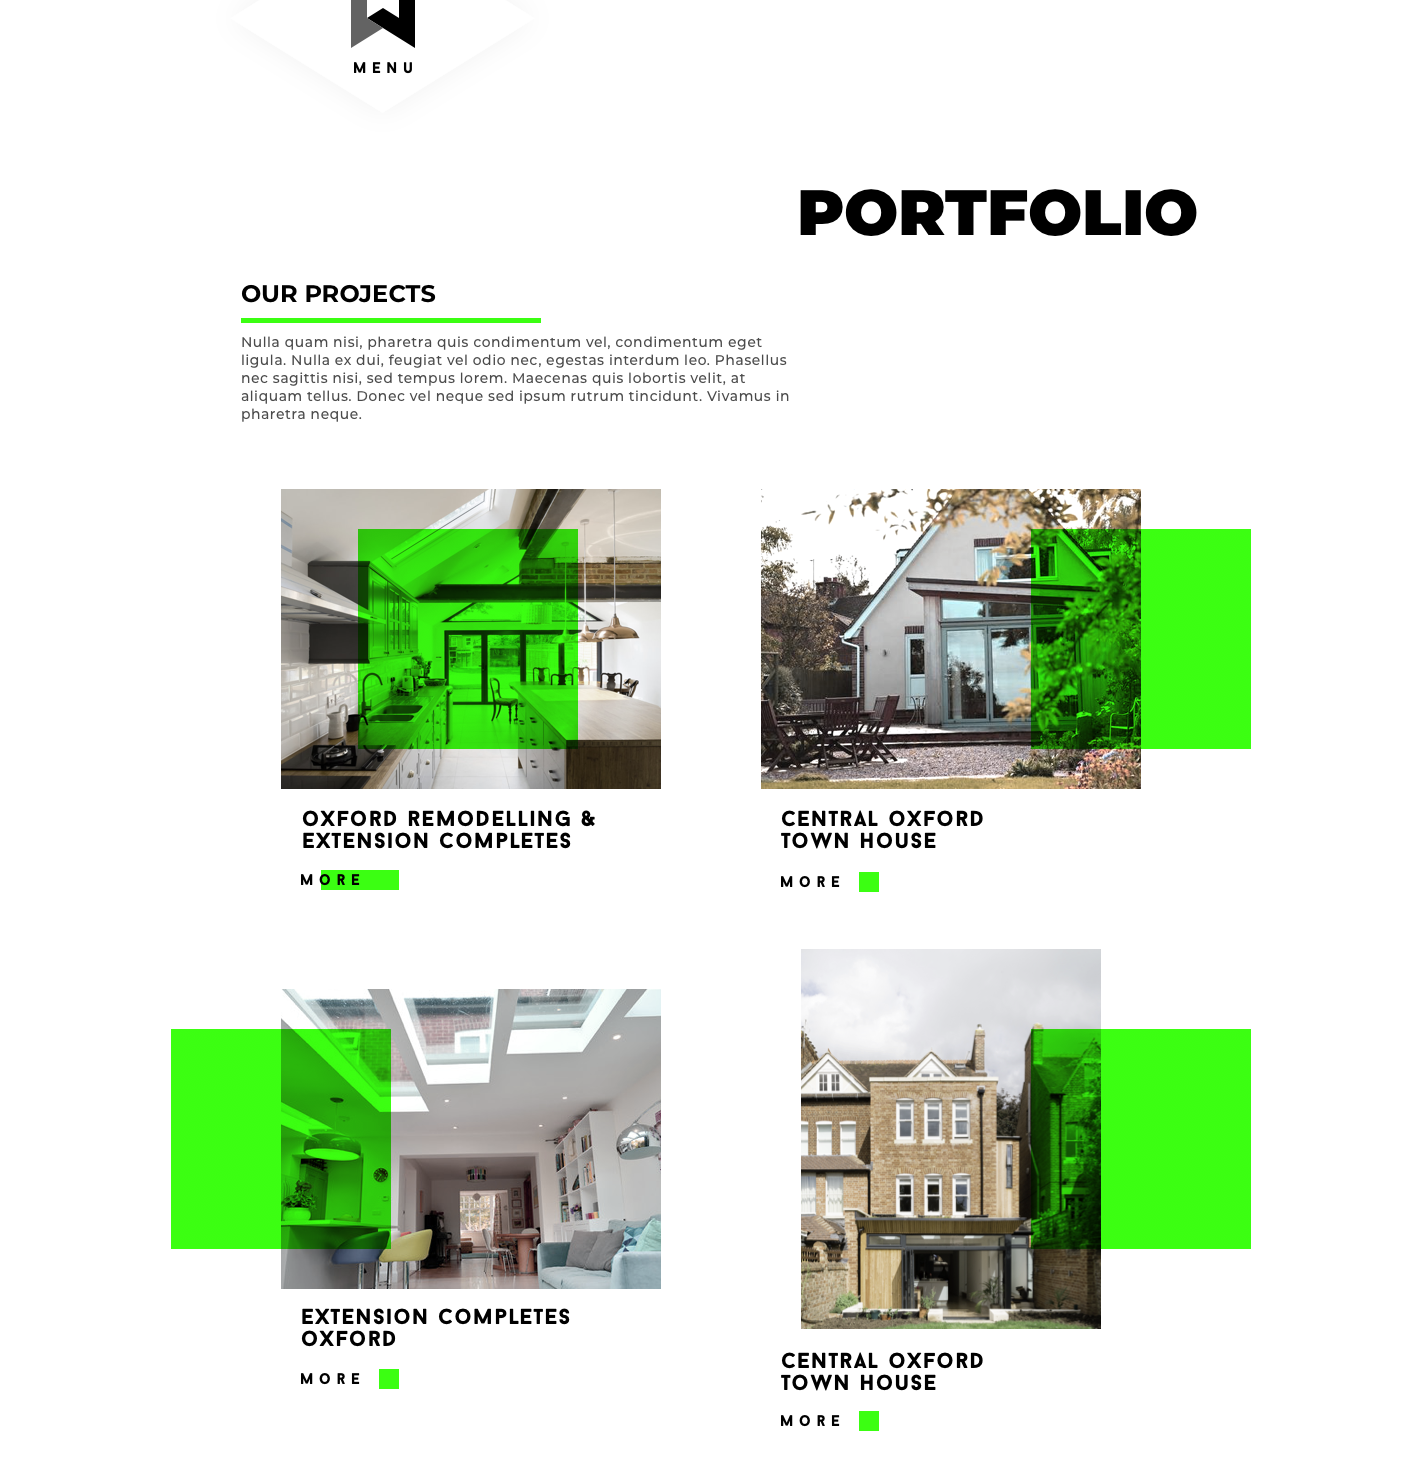 MENU
PORTFOLIO
OUR PROJECTS
Nulla quam nisi, pharetra quis condimentum vel, condimentum eget
ligula. Nulla ex dui, feugiat vel odio nec, egestas interdum leo. Phasellus
nec sagittis nisi, sed tempus lorem. Maecenas quis lobortis velit, at
aliquam tellus. Donec vel neque sed ipsum rutrum tincidunt. Vivamus in
pharetra neque.
OXFORD REMODELLING &
EXTENSION COMPLETES
MORE
CENTRAL OXFORD
TOWN HOUSE
MORE
EXTENSION COMPLETES
OXFORD
MORE
CENTRAL OXFORD
TOWN HOUSE
MORE